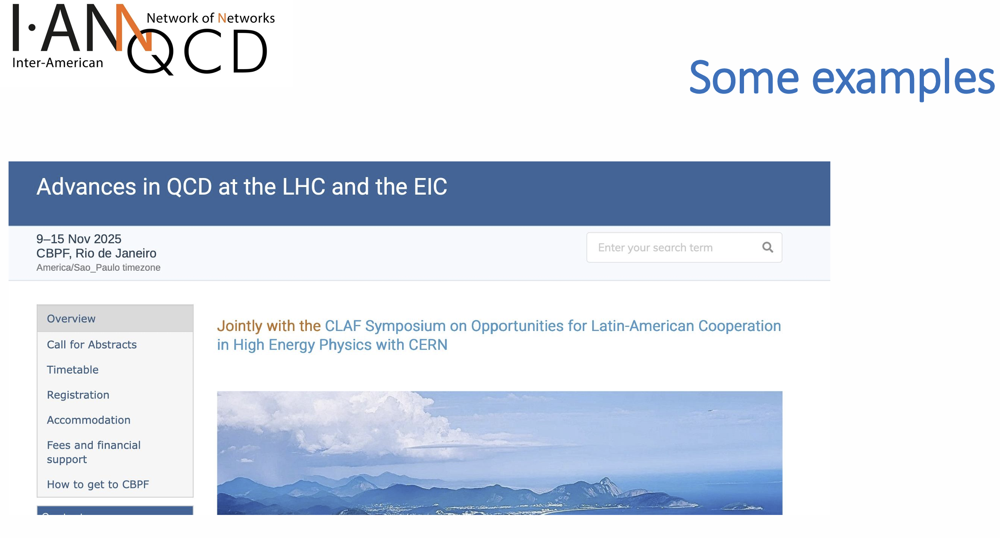 I·ANN
Network of Networks
QCD
Inter-American
Some examples
Advances in QCD at the LHC and the EIC
9–15 Nov 2025
CBPF, Rio de Janeiro
America/Sao_Paulo timezone
Enter your search term
Overview
Call for Abstracts
Timetable
Registration
Accommodation
Fees and financial
support
How to get to CBPF
Jointly with the CLAF Symposium on Opportunities for Latin-American Cooperation
in High Energy Physics with CERN